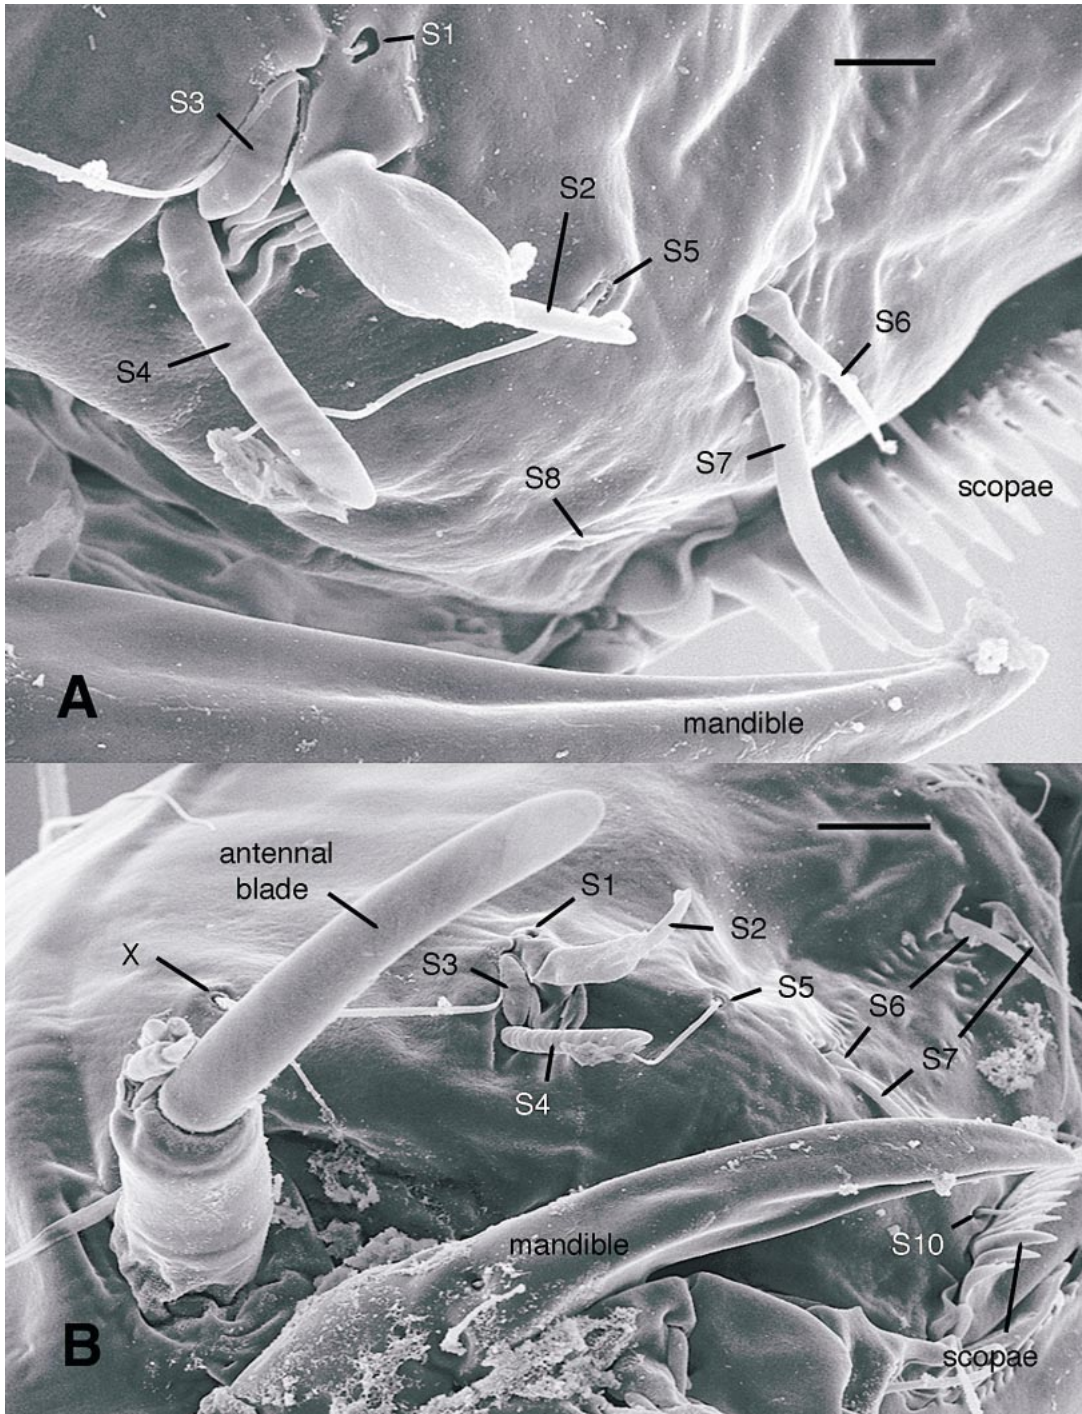 S1
S3
S2
S5
S6
S4
S7
S8
scopae
A
mandible
antennal
blade
S1
X
S2
S3
S5
S6
S7
S4
S10
mandible
B
scopae